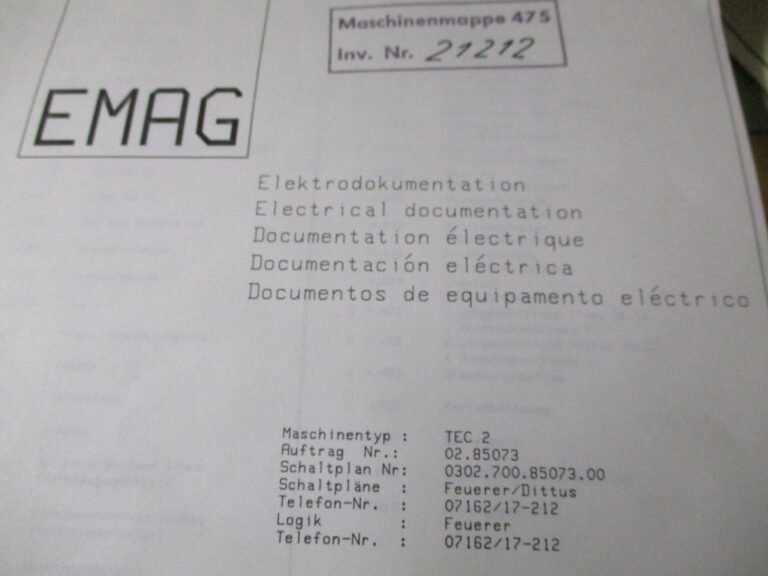 Maschinenmappe 475
Inv. Nr. 21212
EMAG
Elektrodokumentation
Electrical documentation
Documentation électrique
Documentación eléctrica
Documentos de equipamento eléctrico
Maschinentyp : TEC 2
Auftrag Nr.: 02.85073
Schaltplan Nr: 0302.700.85073.00
Schaltpläne : Feuerer/Dittus
Telefon-Nr. : 07162/17-212
Logik : Feuerer
Telefon-Nr. : 07162/17-212